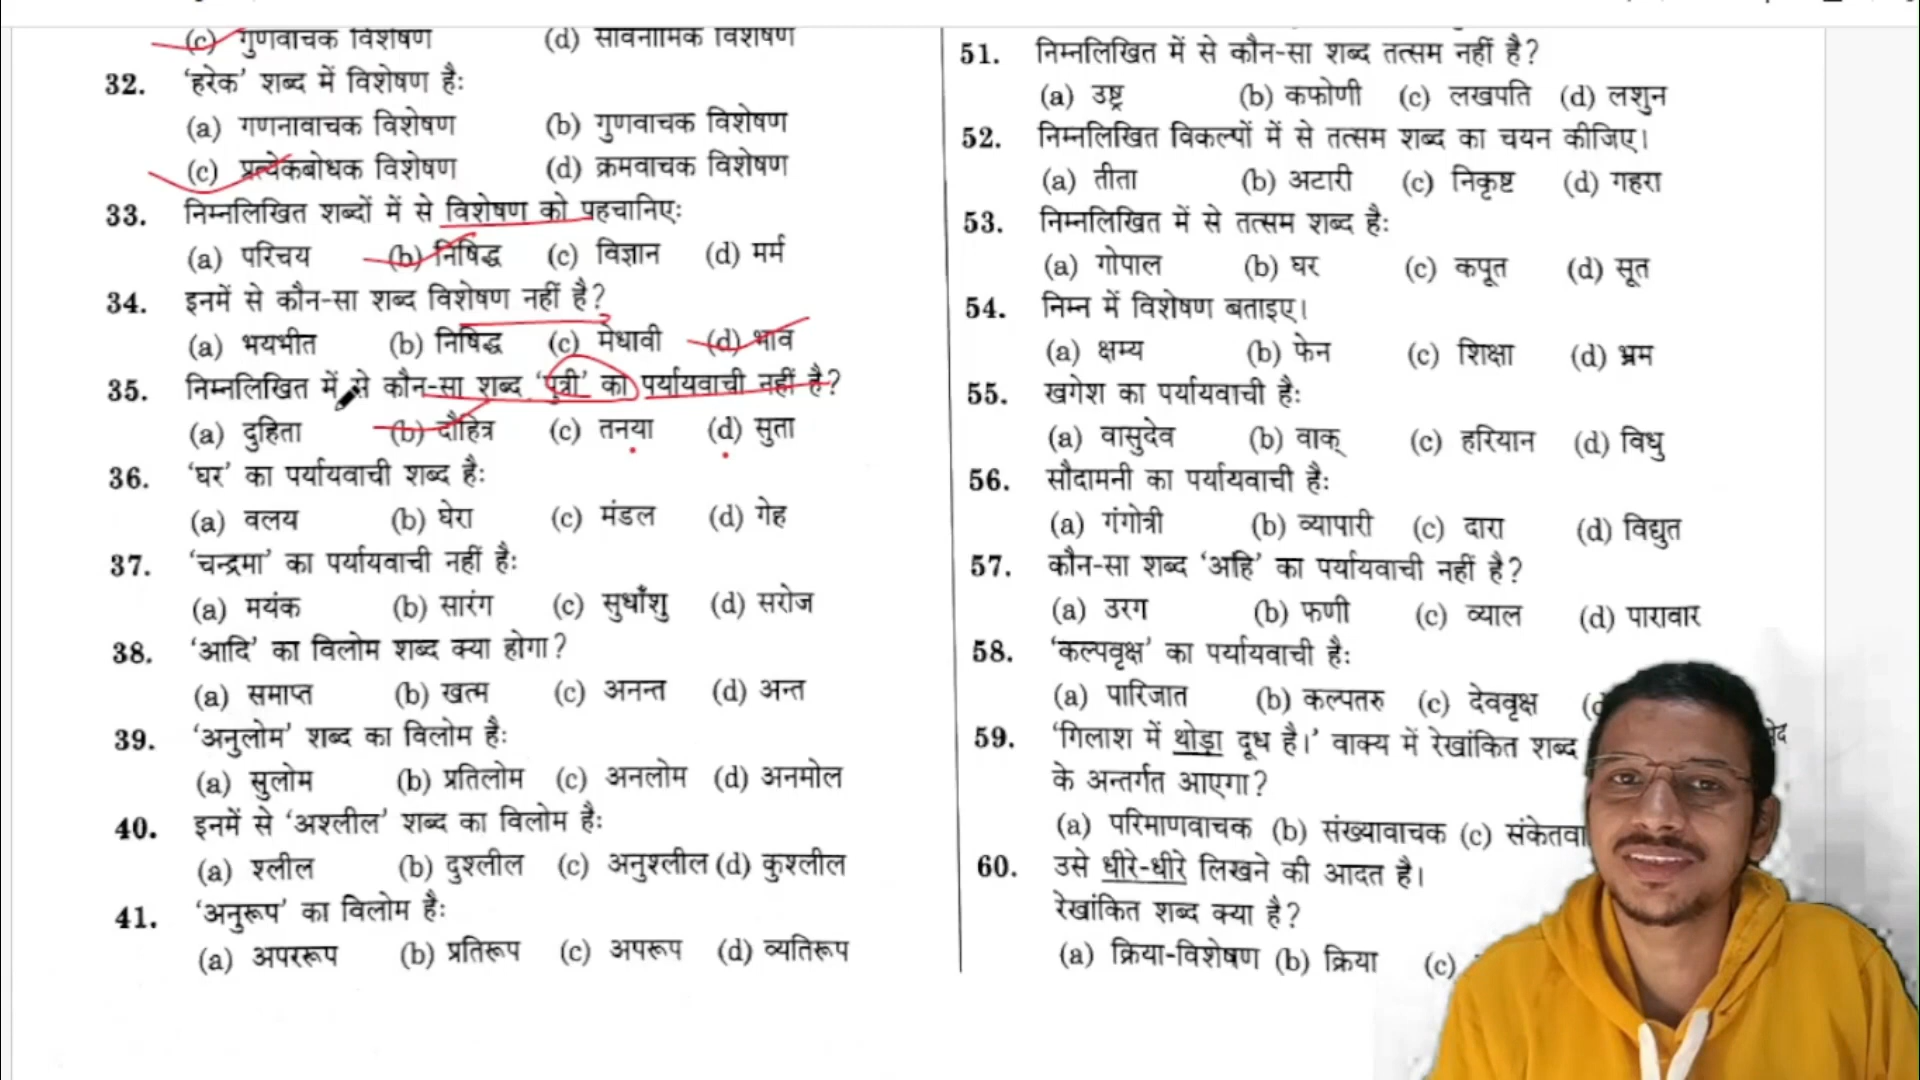 (c) गुणवाचक विशेषण (d) सार्वनामिक विशेषण
32. ‘हरेक’ शब्द में विशेषण हैः
(a) गणनावाचक विशेषण (b) गुणवाचक विशेषण
(c) प्रत्येकबोधक विशेषण (d) क्रमवाचक विशेषण
33. निम्नलिखित शब्दों में से विशेषण को पहचानिएः
(a) परिचय (b) निषिद्ध (c) विज्ञान (d) मर्म
34. इनमें से कौन-सा शब्द विशेषण नहीं है?
(a) भयभीत (b) निषिद्ध (c) मेधावी (d) भाव
35. निम्नलिखित में से कौन-सा शब्द ‘पुत्री’ का पर्यायवाची नहीं है?
(a) दुहिता (b) दौहित्र (c) तनया (d) सुता
36. ‘घर’ का पर्यायवाची शब्द हैः
(a) वलय (b) घेरा (c) मंडल (d) गेह
37. ‘चन्द्रमा’ का पर्यायवाची नहीं हैः
(a) मयंक (b) सारंग (c) सुधाँशु (d) सरोज
38. ‘आदि’ का विलोम शब्द क्या होगा?
(a) समाप्त (b) खत्म (c) अनन्त (d) अन्त
39. ‘अनुलोम’ शब्द का विलोम हैः
(a) सुलोम (b) प्रतिलोम (c) अनलोम (d) अनमोल
40. इनमें से ‘अश्लील’ शब्द का विलोम हैः
(a) श्लील (b) दुश्लील (c) अनुश्लील (d) कुश्लील
41. ‘अनुरूप’ का विलोम हैः
(a) अपररूप (b) प्रतिरूप (c) अपरूप (d) व्यतिरूप
51. निम्नलिखित में से कौन-सा शब्द तत्सम नहीं है?
(a) उष्ट्र (b) कफोणी (c) लखपति (d) लशुन
52. निम्नलिखित विकल्पों में से तत्सम शब्द का चयन कीजिए।
(a) तीता (b) अटारी (c) निकृष्ट (d) गहरा
53. निम्नलिखित में से तत्सम शब्द हैः
(a) गोपाल (b) घर (c) कपूत (d) सूत
54. निम्न में विशेषण बताइए।
(a) क्षम्य (b) फेन (c) शिक्षा (d) भ्रम
55. खगेश का पर्यायवाची हैः
(a) वासुदेव (b) वाक् (c) हरियान (d) विधु
56. सौदामनी का पर्यायवाची हैः
(a) गंगोत्री (b) व्यापारी (c) दारा (d) विद्युत
57. कौन-सा शब्द ‘अहि’ का पर्यायवाची नहीं है?
(a) उरग (b) फणी (c) व्याल (d) पारावार
58. ‘कल्पवृक्ष’ का पर्यायवाची हैः
(a) पारिजात (b) कल्पतरु (c) देववृक्ष
59. ‘गिलाश में थोड़ा दूध है।’ वाक्य में रेखांकित शब्द
के अन्तर्गत आएगा?
(a) परिमाणवाचक (b) संख्यावाचक (c) संकेतवा
60. उसे धीरे-धीरे लिखने की आदत है।
रेखांकित शब्द क्या है?
(a) क्रिया-विशेषण (b) क्रिया (c)